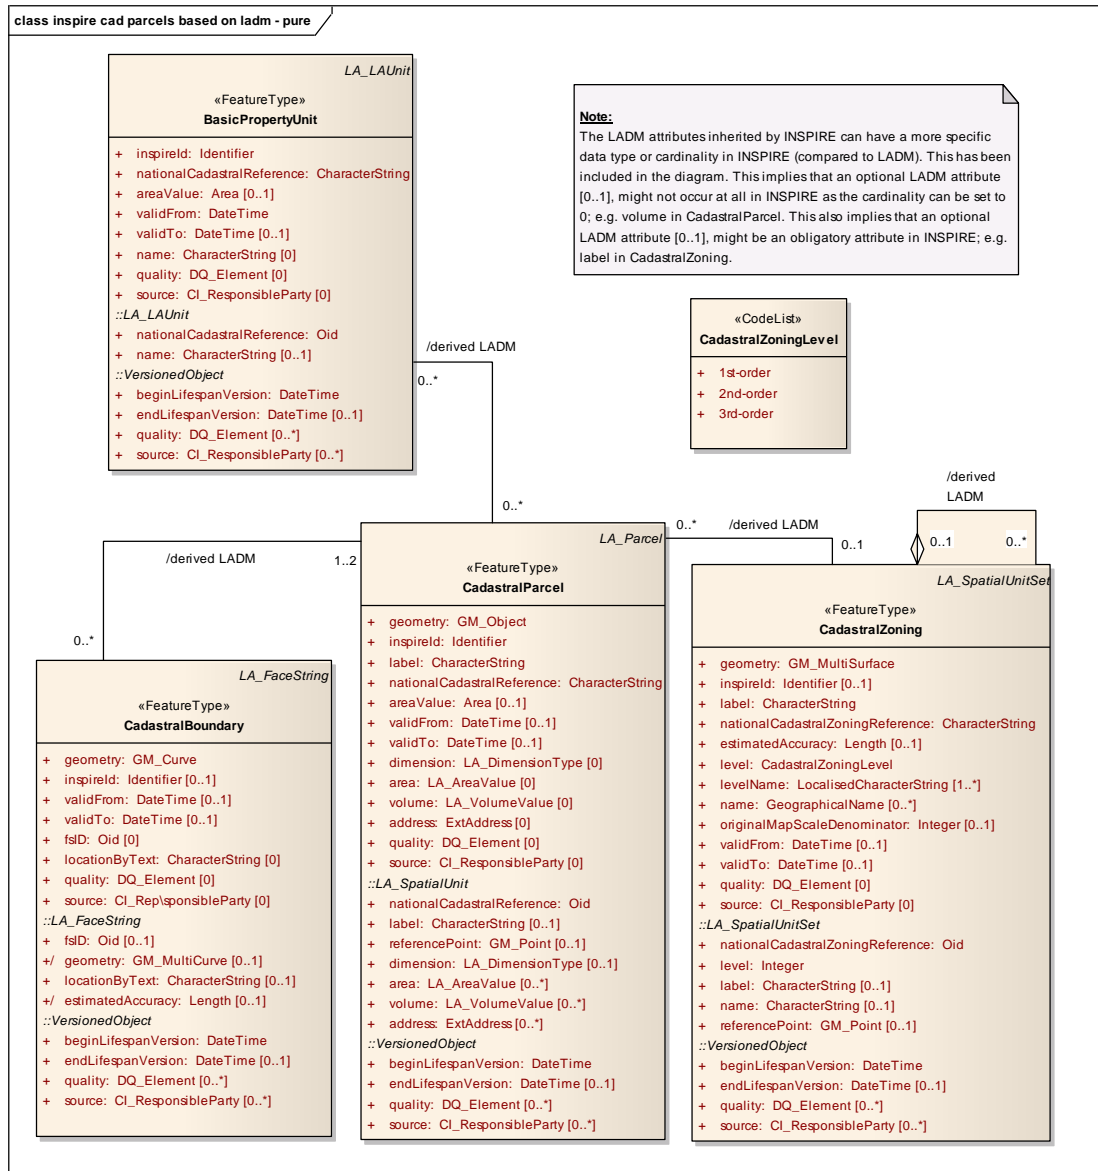 class inspire cad parcels based on ladm - pure
LA_LAUnit
«FeatureType»
BasicPropertyUnit
+ inspireId: Identifier
+ nationalCadastralReference: CharacterString
+ areaValue: Area [0..1]
+ validFrom: DateTime
+ validTo: DateTime [0..1]
+ name: CharacterString [0]
+ quality: DQ_Element [0]
+ source: CI_ResponsibleParty [0]
::LA_LAUnit
+ nationalCadastralReference: Oid
+ name: CharacterString [0..1]
::VersionedObject
+ beginLifespanVersion: DateTime
+ endLifespanVersion: DateTime [0..1]
+ quality: DQ_Element [0..*]
+ source: CI_ResponsibleParty [0..*]
Note:
The LADM attributes inherited by INSPIRE can have a more specific
data type or cardinality in INSPIRE (compared to LADM). This has been
included in the diagram. This implies that an optional LADM attribute
[0..1], might not occur at all in INSPIRE as the cardinality can be set to
0; e.g. volume in CadastralParcel. This also implies that an optional
LADM attribute [0..1], might be an obligatory attribute in INSPIRE; e.g.
label in CadastralZoning.
«CodeList»
CadastralZoningLevel
+ 1st-order
+ 2nd-order
+ 3rd-order
/derived LADM
0..*
0..*
/derived LADM
1..2
0..*
0..*
/derived LADM
0..1
/derived
LADM
0..1
0..*
LA_Parcel
«FeatureType»
CadastralParcel
+ geometry: GM_Object
+ inspireId: Identifier
+ label: CharacterString
+ nationalCadastralReference: CharacterString
+ areaValue: Area [0..1]
+ validFrom: DateTime [0..1]
+ validTo: DateTime [0..1]
+ dimension: LA_DimensionType [0]
+ area: LA_AreaValue [0]
+ volume: LA_VolumeValue [0]
+ address: ExtAddress [0]
+ quality: DQ_Element [0]
+ source: CI_ResponsibleParty [0]
::LA_SpatialUnit
+ nationalCadastralReference: Oid
+ label: CharacterString [0..1]
+ referencePoint: GM_Point [0..1]
+ dimension: LA_DimensionType [0..1]
+ area: LA_AreaValue [0..*]
+ volume: LA_VolumeValue [0..*]
+ address: ExtAddress [0..*]
::VersionedObject
+ beginLifespanVersion: DateTime
+ endLifespanVersion: DateTime [0..1]
+ quality: DQ_Element [0..*]
+ source: CI_ResponsibleParty [0..*]
LA_SpatialUnitSet
«FeatureType»
CadastralZoning
+ geometry: GM_MultiSurface
+ inspireId: Identifier [0..1]
+ label: CharacterString
+ nationalCadastralZoningReference: CharacterString
+ estimatedAccuracy: Length [0..1]
+ level: CadastralZoningLevel
+ levelName: LocalisedCharacterString [1..*]
+ name: GeographicalName [0..*]
+ originalMapScaleDenominator: Integer [0..1]
+ validFrom: DateTime [0..1]
+ validTo: DateTime [0..1]
+ quality: DQ_Element [0]
+ source: CI_ResponsibleParty [0]
::LA_SpatialUnitSet
+ nationalCadastralZoningReference: Oid
+ level: Integer
+ label: CharacterString [0..1]
+ name: CharacterString [0..1]
+ referencePoint: GM_Point [0..1]
::VersionedObject
+ beginLifespanVersion: DateTime
+ endLifespanVersion: DateTime [0..1]
+ quality: DQ_Element [0..*]
+ source: CI_ResponsibleParty [0..*]
LA_FaceString
«FeatureType»
CadastralBoundary
+ geometry: GM_Curve
+ inspireId: Identifier [0..1]
+ validFrom: DateTime [0..1]
+ validTo: DateTime [0..1]
+ fsID: Oid [0]
+ locationByText: CharacterString [0]
+ quality: DQ_Element [0]
+ source: CI_Rep\sponsibleParty [0]
::LA_FaceString
+ fsID: Oid [0..1]
+/ geometry: GM_MultiCurve [0..1]
+ locationByText: CharacterString [0..1]
+/ estimatedAccuracy: Length [0..1]
::VersionedObject
+ beginLifespanVersion: DateTime
+ endLifespanVersion: DateTime [0..1]
+ quality: DQ_Element [0..*]
+ source: CI_ResponsibleParty [0..*]